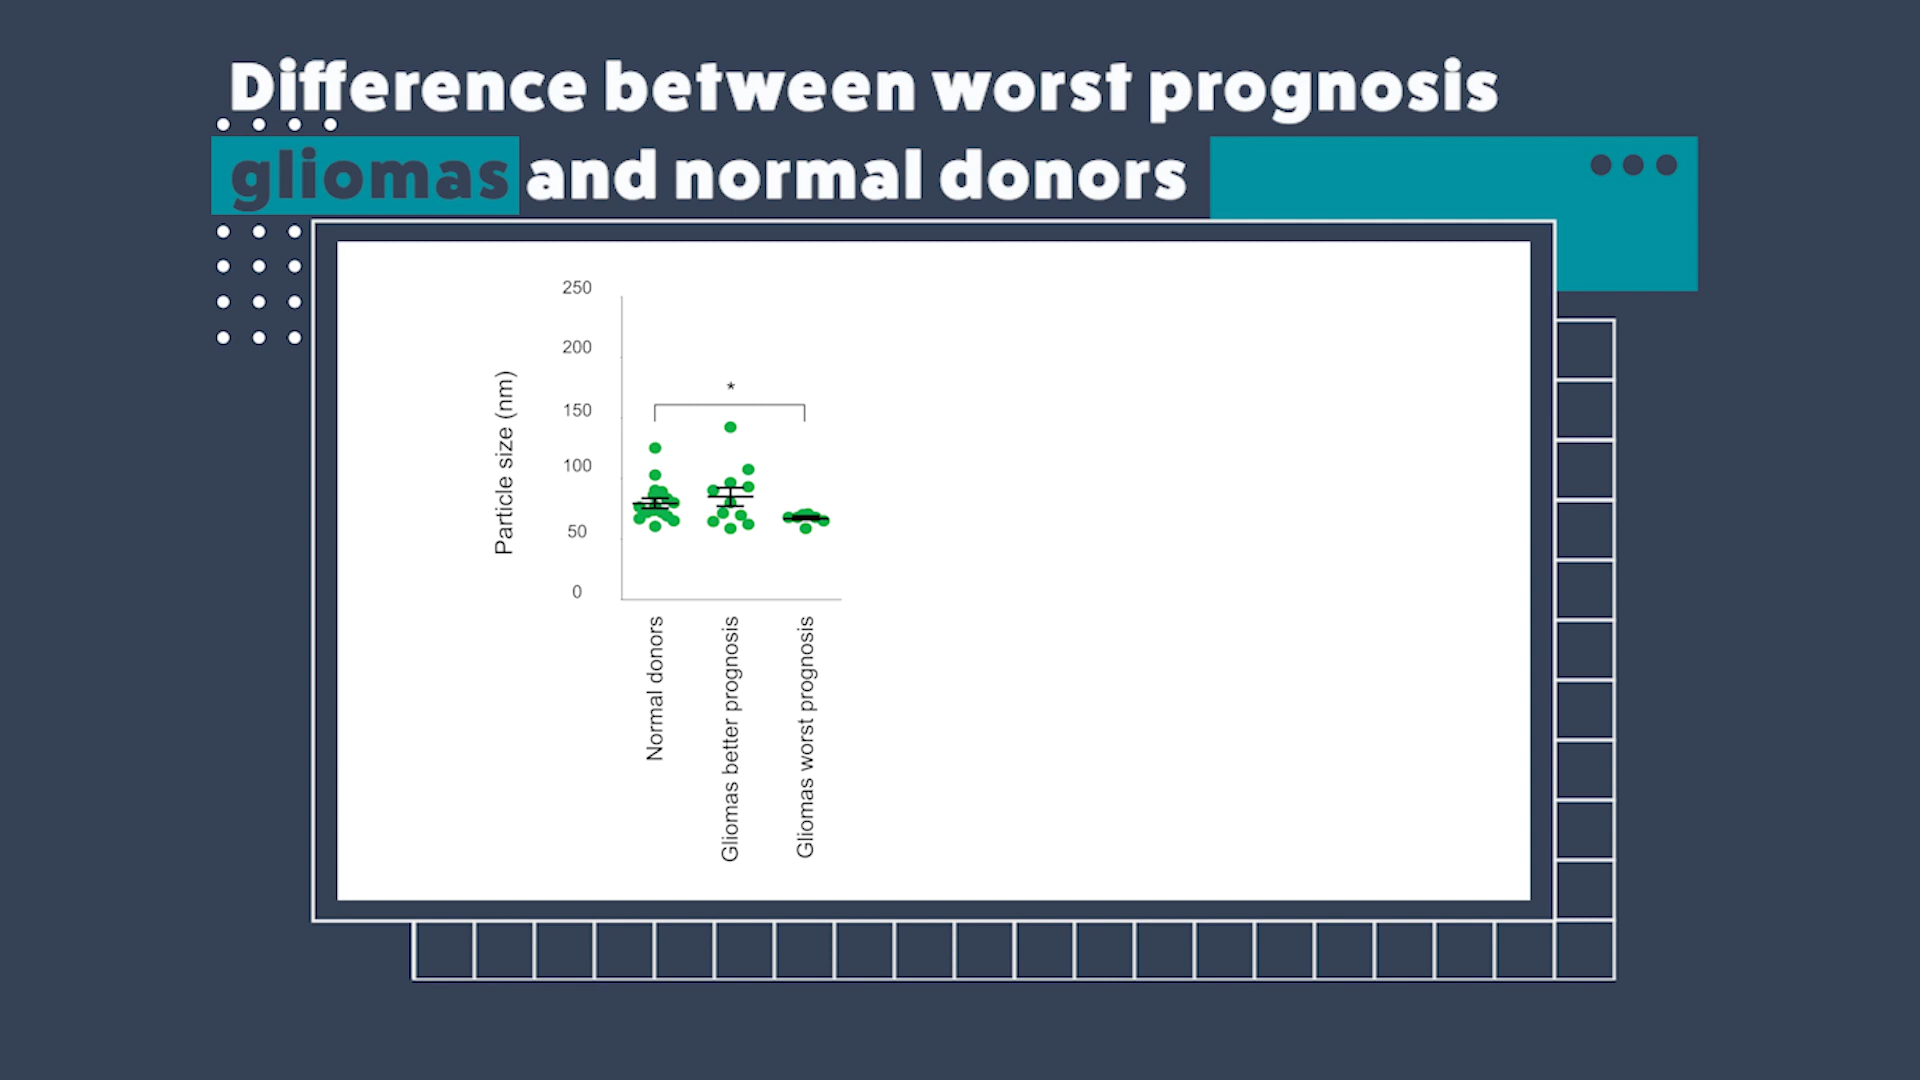 Difference between worst prognosis
gliomas and normal donors
250
200
150
100
50
0
Particle size (nm)
*
Normal donors
Gliomas better prognosis
Gliomas worst prognosis